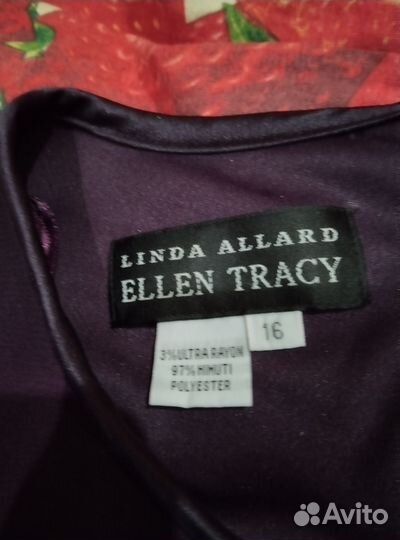 LINDA ALLARD
ELLEN TRACY
16
3% ULTRA RAYON
97% HIMUTI
POLYESTER
Avito